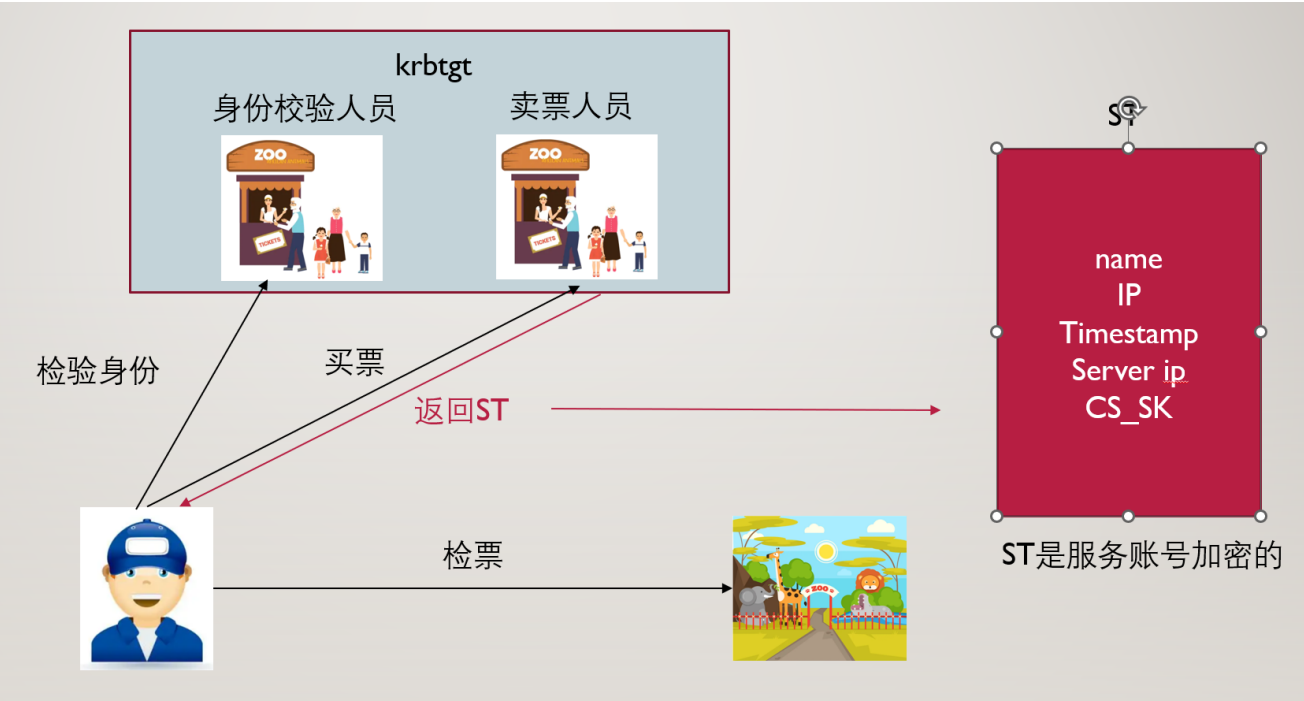 krbtgt
身份校验人员
卖票人员
ZOO
ZOO
TICKETS
TICKETS
ST
name
IP
Timestamp
Server ip
CS_SK
检验身份
买票
返回ST
检票
ZOO
ST是服务账号加密的